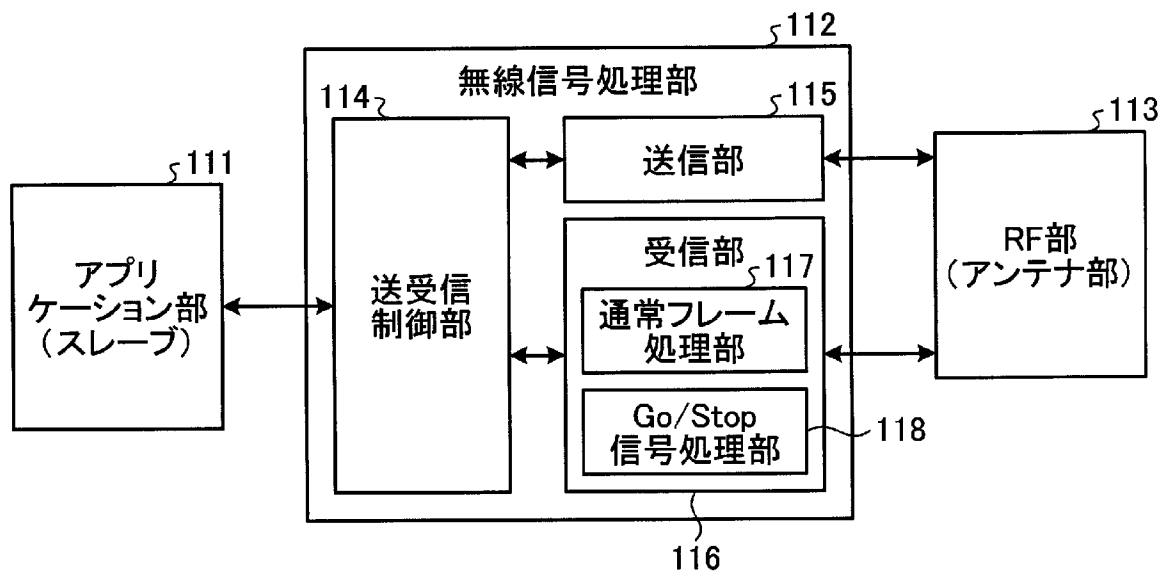 112
無線信号処理部
114
115
113
111
送信部
アプリ
ケーション部
(スレーブ)
送受信
制御部
受信部
117
通常フレーム
処理部
Go/Stop
信号処理部
118
116
RF部
(アンテナ部)